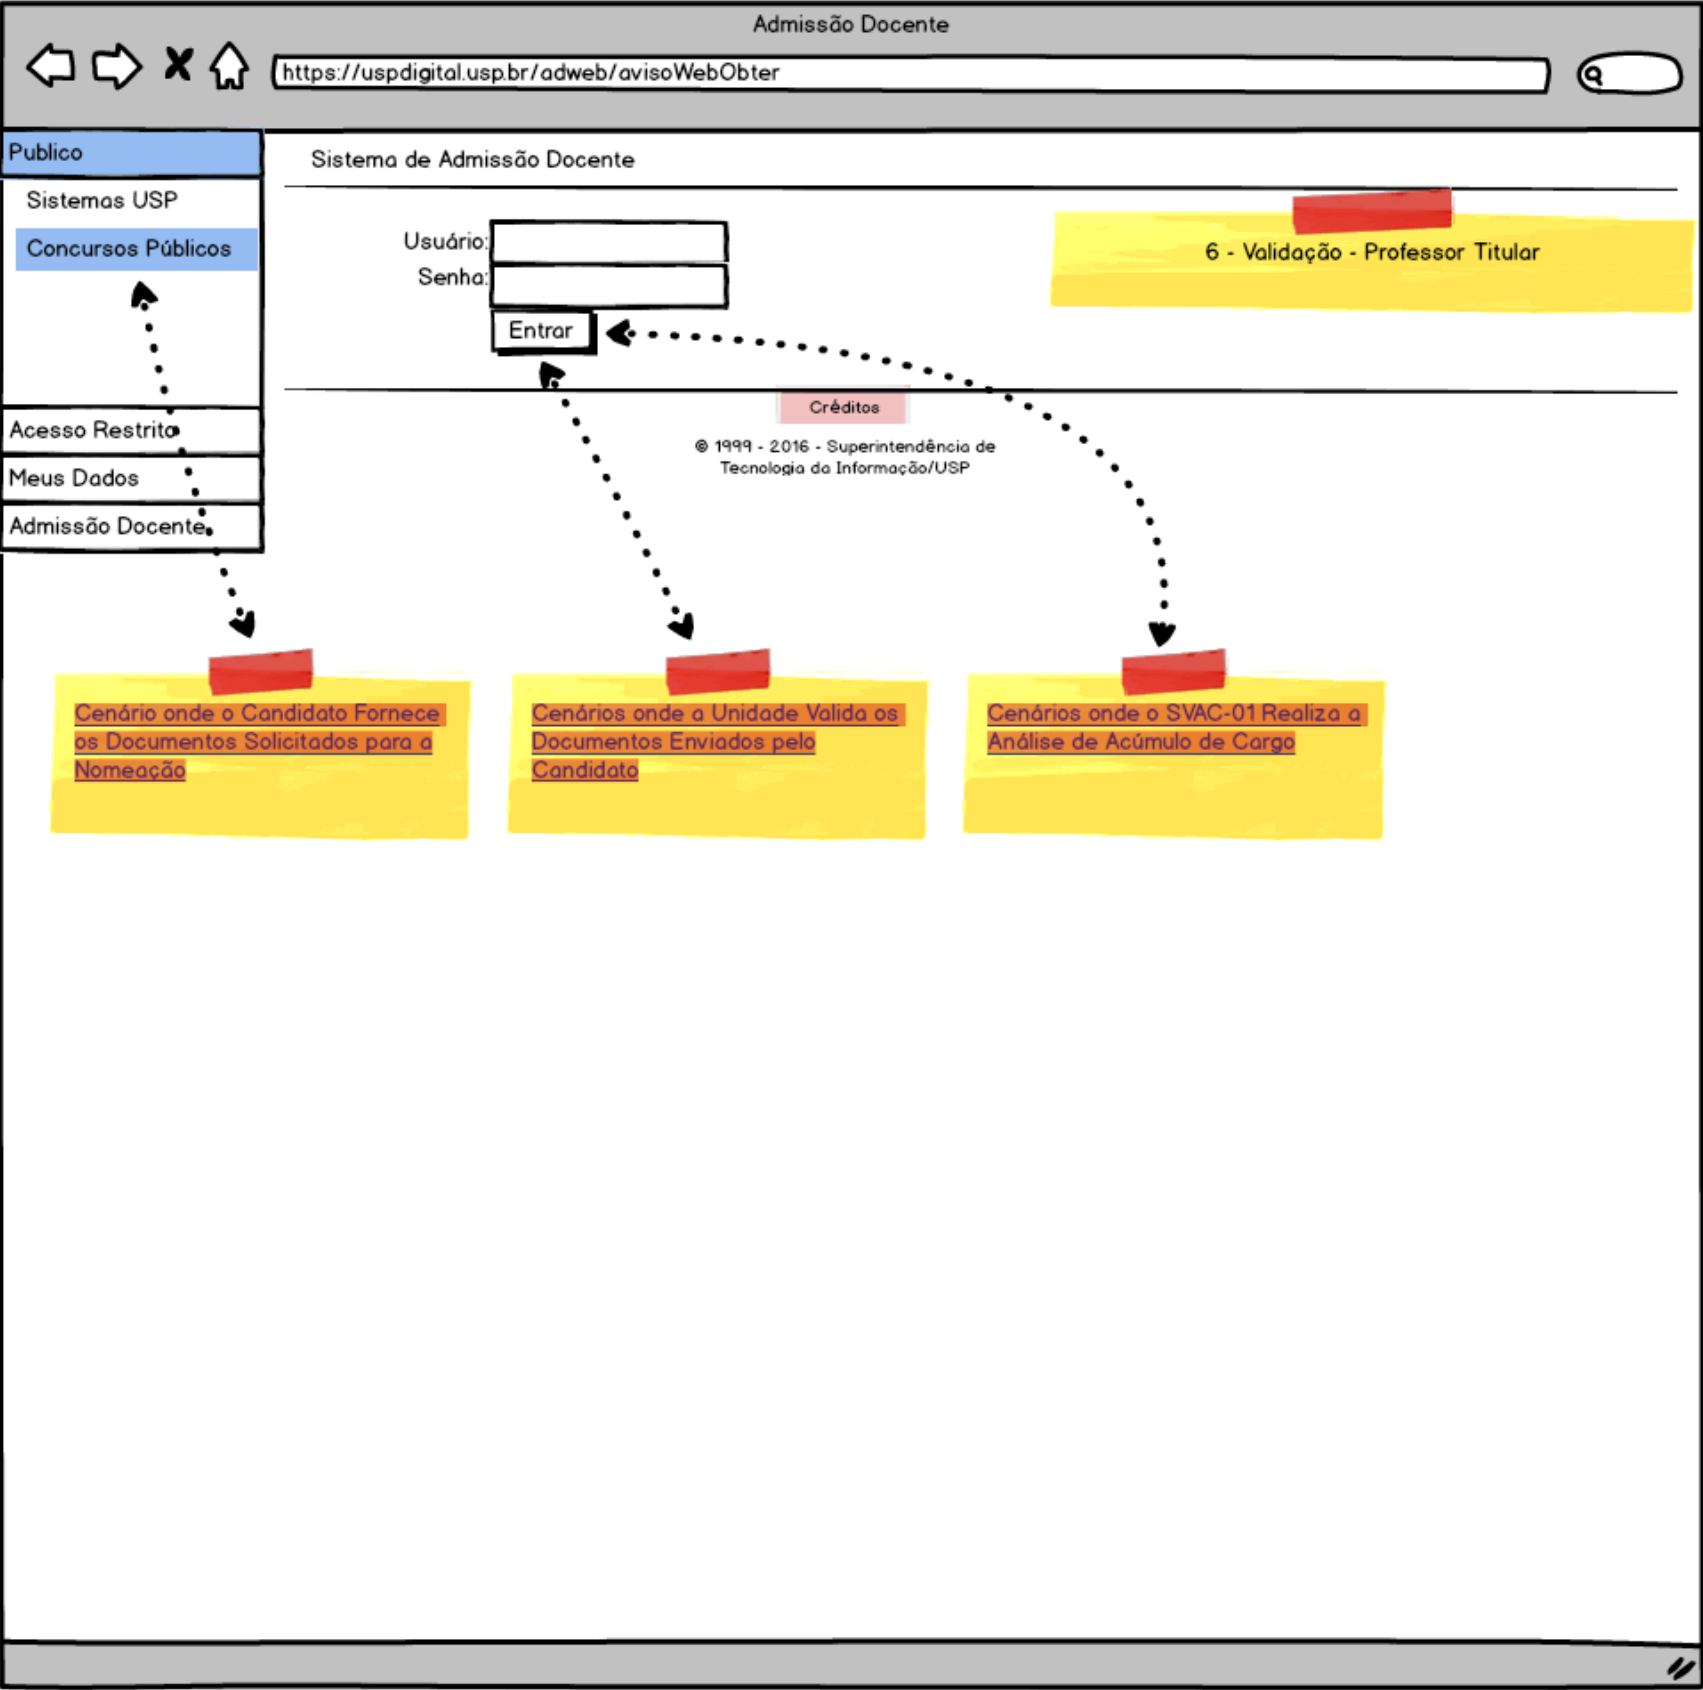 Admissão Docente
https://uspdigital.usp.br/adweb/avisoWebObter
Publico
Sistemas USP
Concursos Públicos
Acesso Restrito
Meus Dados
Admissão Docente
Sistema de Admissão Docente
Usuário:
Senha:
Entrar
6 - Validação - Professor Titular
Créditos
© 1999 - 2016 - Superintendência de
Tecnologia da Informação/USP
Cenário onde o Candidato Fornece
os Documentos Solicitados para a
Nomeação
Cenários onde a Unidade Valida os
Documentos Enviados pelo
Candidato
Cenários onde o SVAC-01 Realiza a
Análise de Acúmulo de Cargo